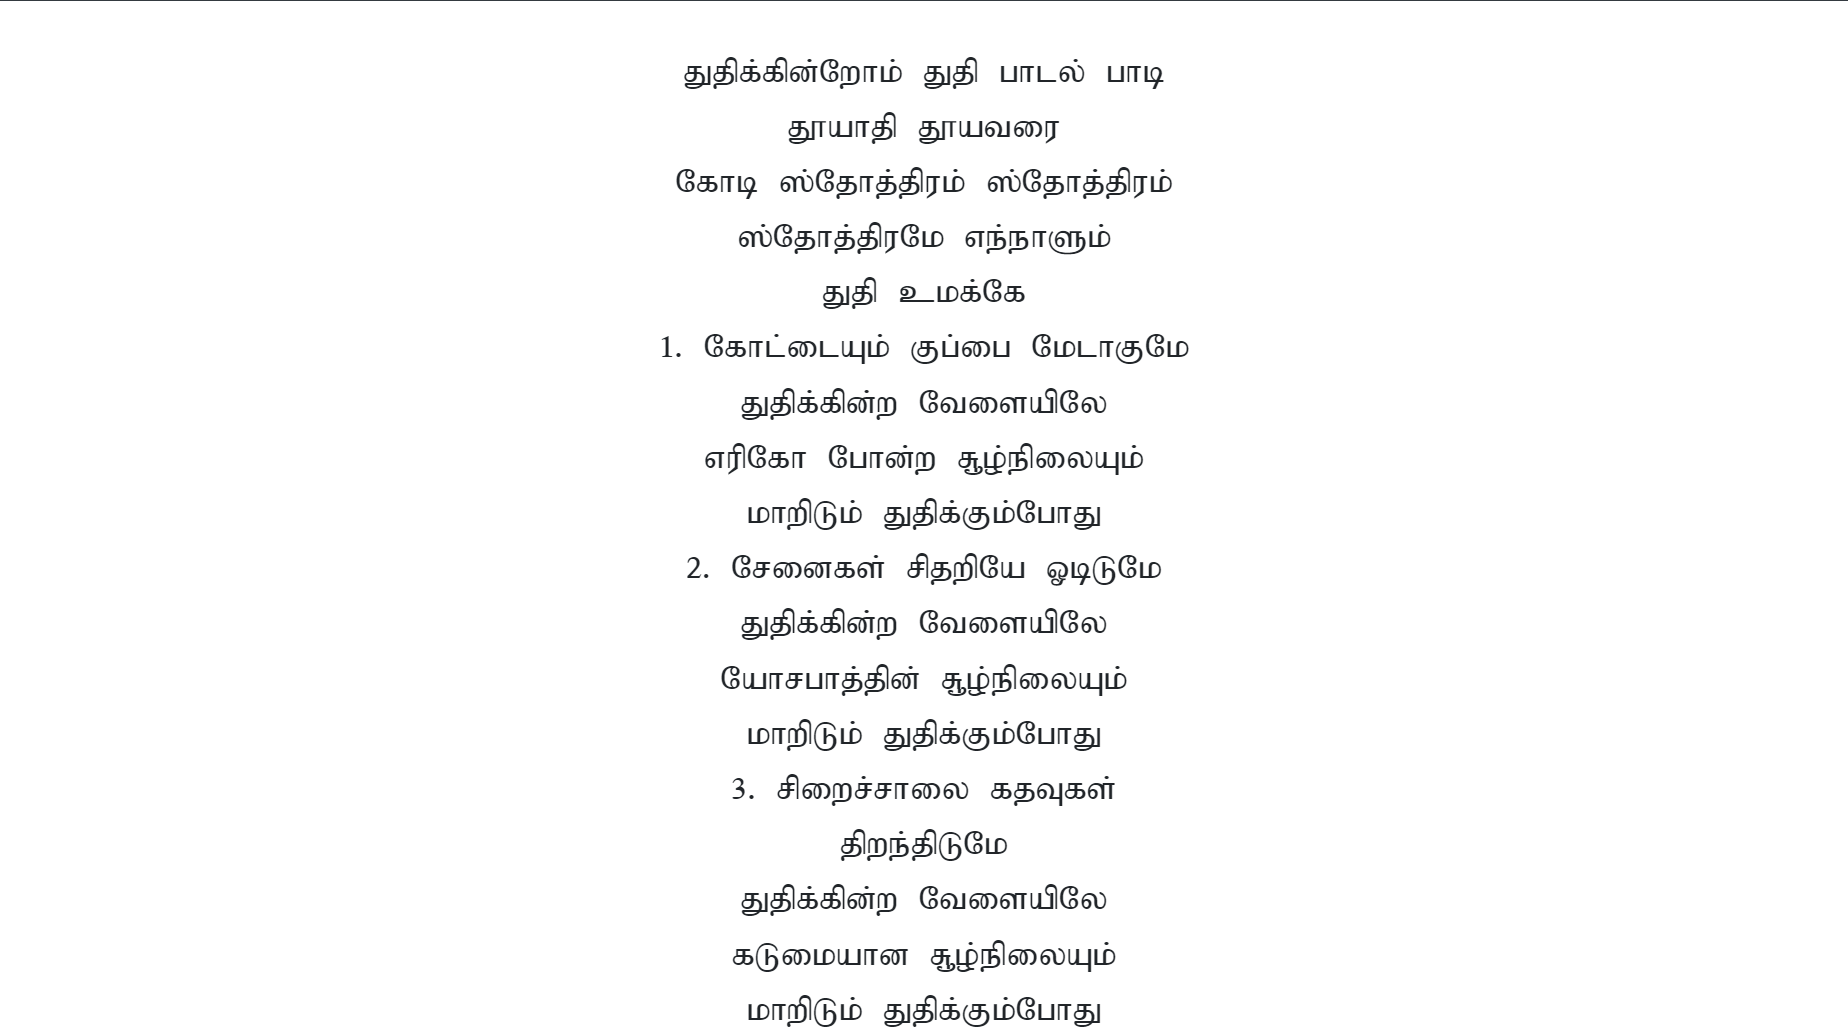 துதிக்கின்றோம் துதி பாடல் பாடி
தூயாதி தூயவரை
கோடி ஸ்தோத்திரம் ஸ்தோத்திரம்
ஸ்தோத்திரமே எந்நாளும்
துதி உமக்கே
1. கோட்டையும் குப்பை மேடாகுமே
துதிக்கின்ற வேளையிலே
எரிகோ போன்ற சூழ்நிலையும்
மாறிடும் துதிக்கும்போது
2. சேனைகள் சிதறியே ஓடிடுமே
துதிக்கின்ற வேளையிலே
யோசபாத்தின் சூழ்நிலையும்
மாறிடும் துதிக்கும்போது
3. சிறைச்சாலை கதவுகள்
திறந்திடுமே
துதிக்கின்ற வேளையிலே
கடுமையான சூழ்நிலையும்
மாறிடும் துதிக்கும்போது